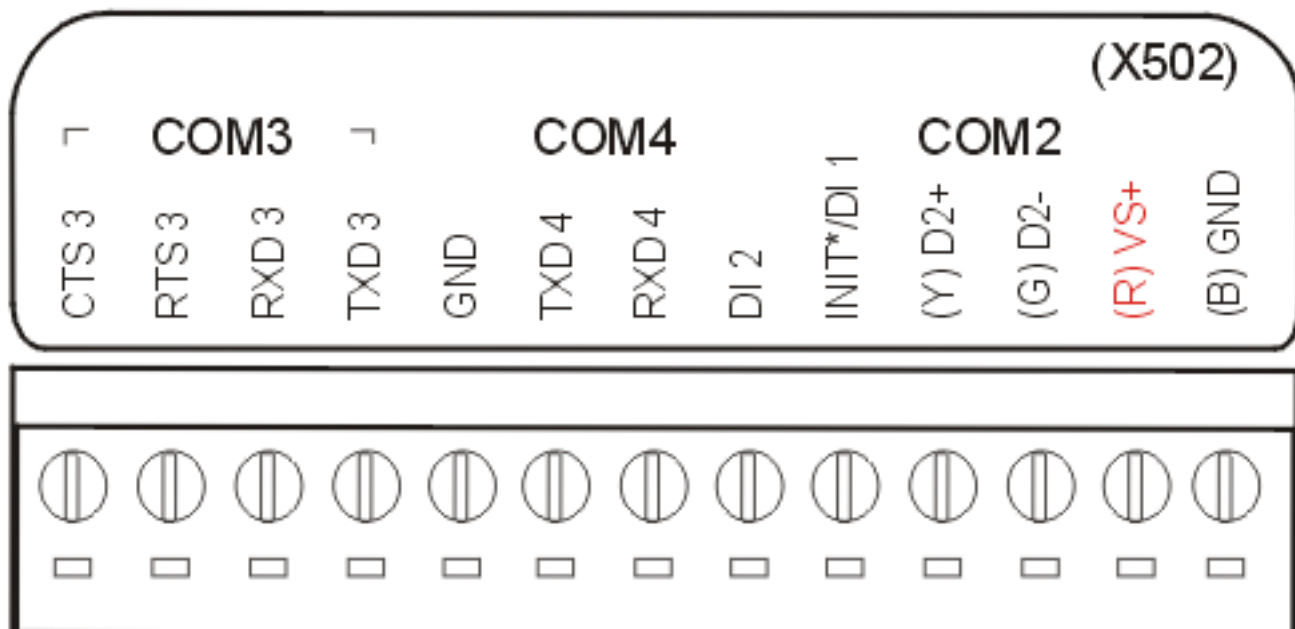 (X502)
COM3 COM4 COM2
CTS 3
RTS 3
RXD 3
TXD 3
GND
TXD 4
RXD 4
DI 2
INIT*/DI 1
(Y) D2+
(G) D2-
(R) VS+
(B) GND